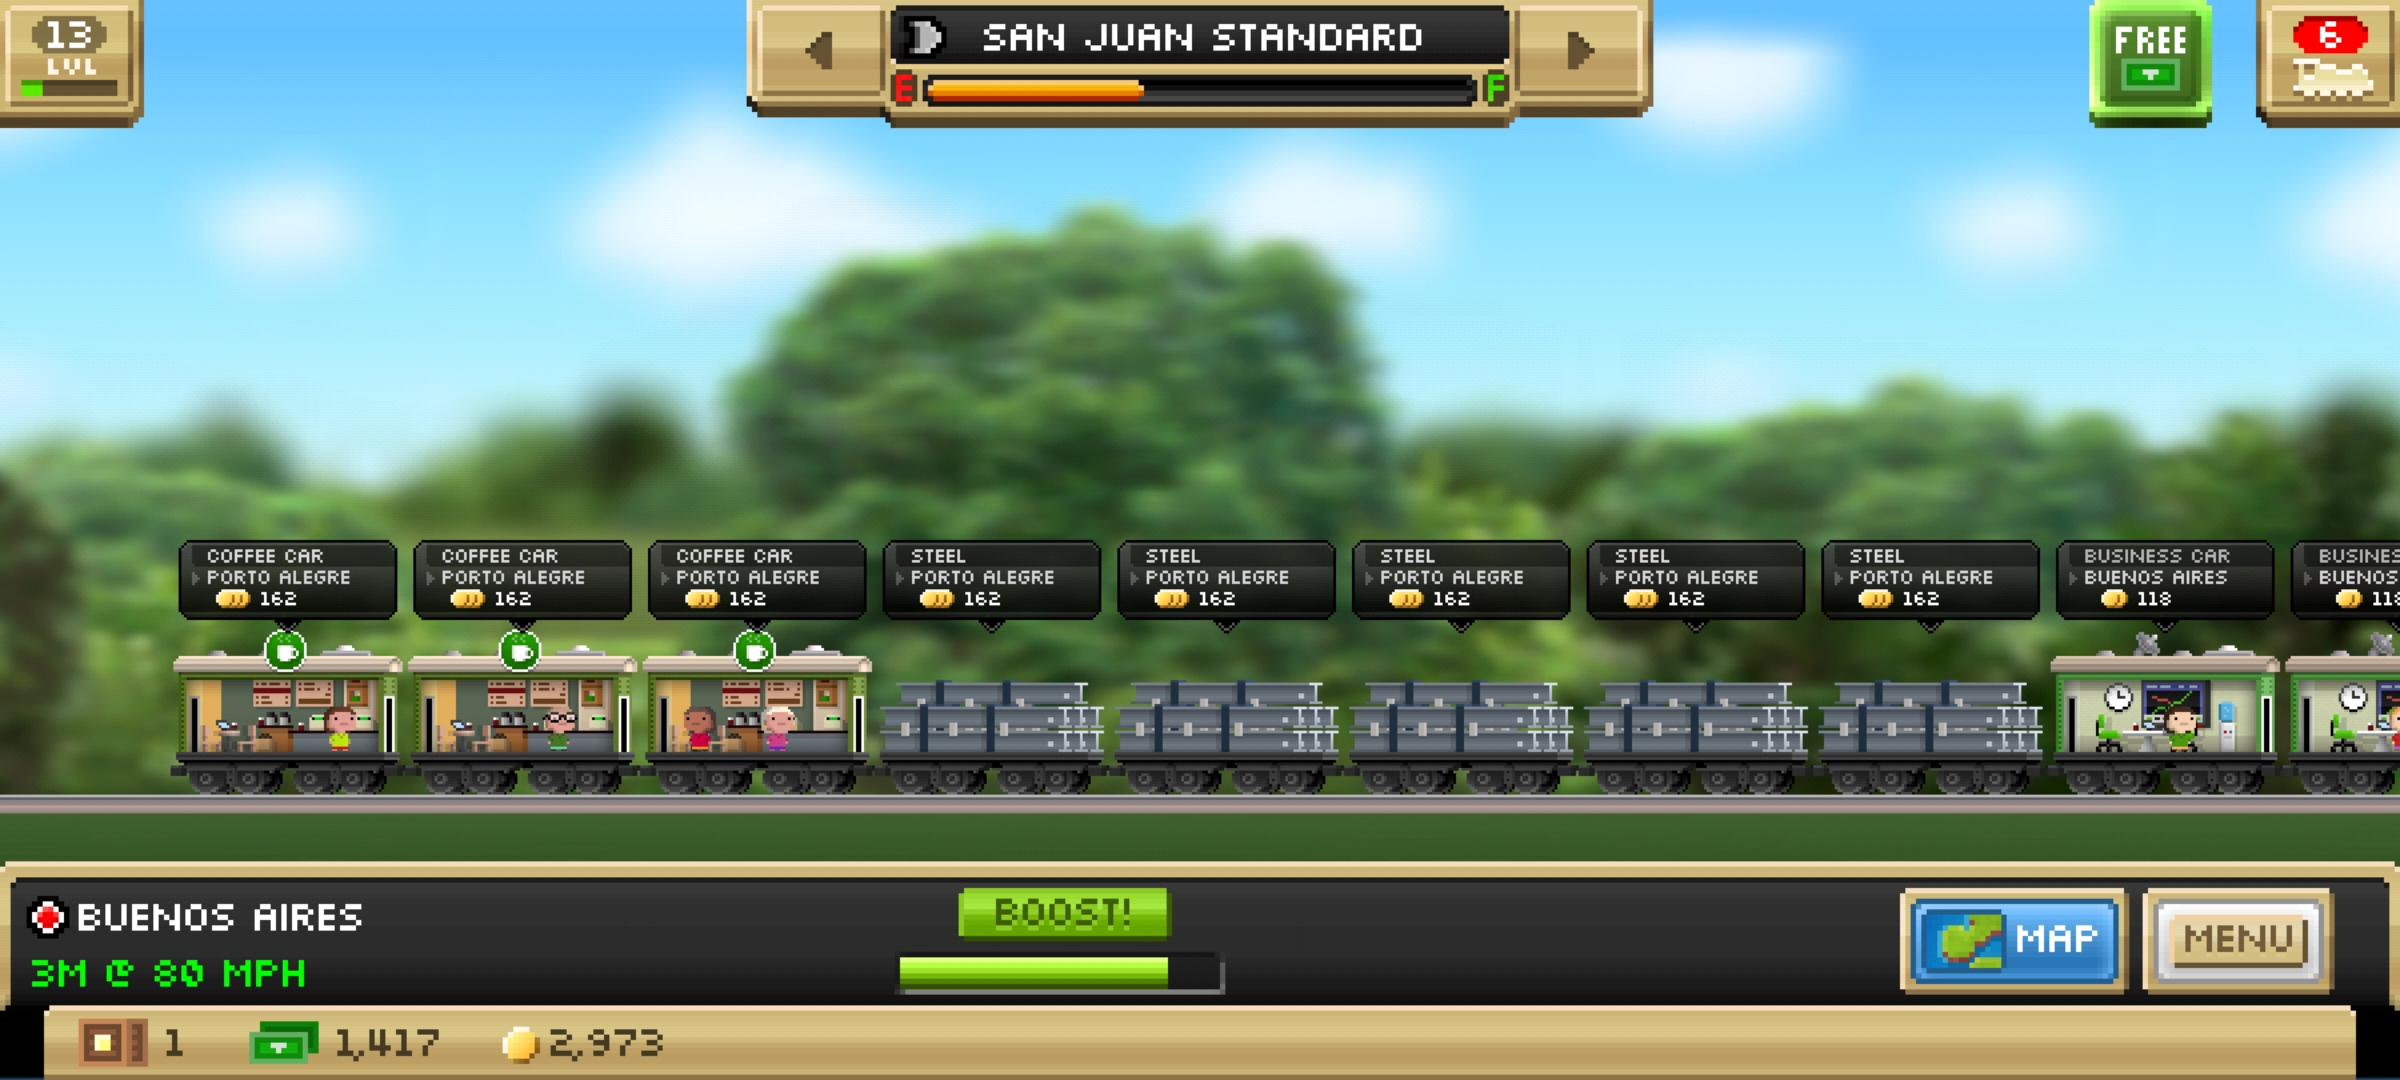 13
LVL
SAN JUAN STANDARD
E F
FREE
6
COFFEE CAR
PORTO ALEGRE
162
COFFEE CAR
PORTO ALEGRE
162
COFFEE CAR
PORTO ALEGRE
162
STEEL
PORTO ALEGRE
162
STEEL
PORTO ALEGRE
162
STEEL
PORTO ALEGRE
162
STEEL
PORTO ALEGRE
162
STEEL
PORTO ALEGRE
162
BUSINESS CAR
BUENOS AIRES
118
BUSINES
BUENOS
118
BUENOS AIRES
3M @ 80 MPH
BOOST!
MAP
MENU
1 1,417 2,973